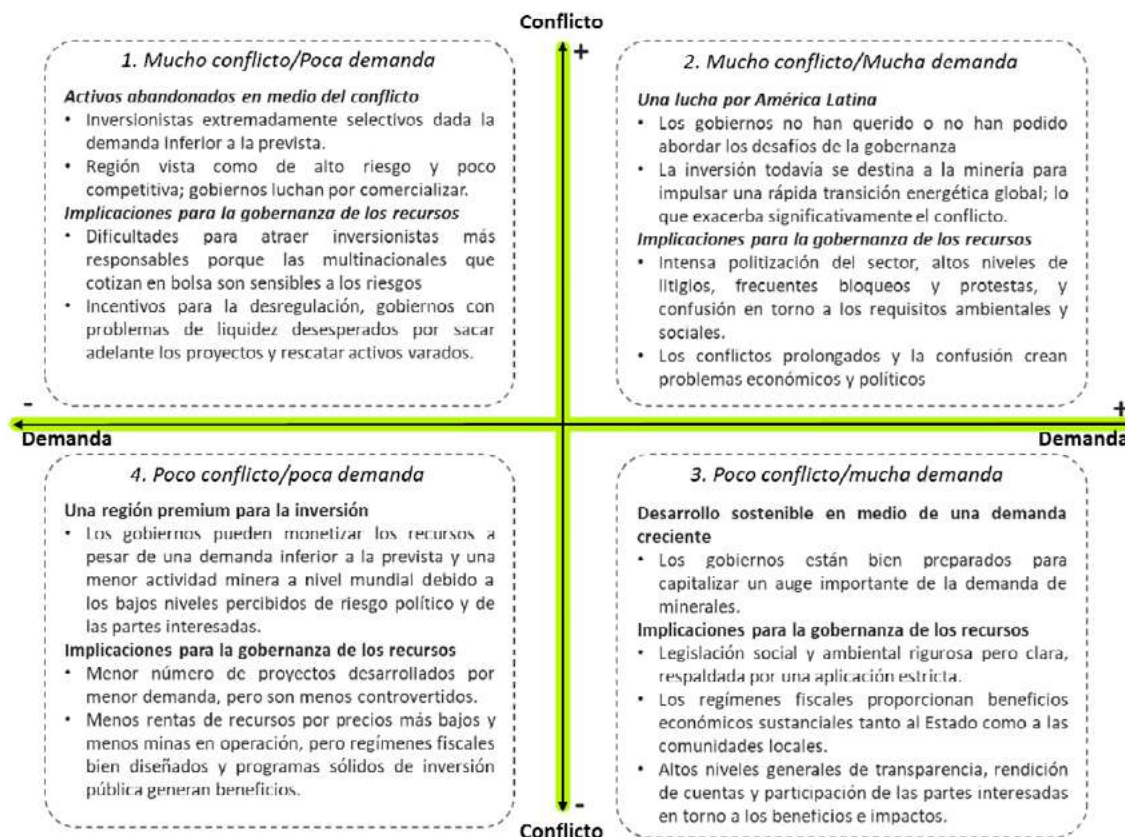 Conflicto
+
1. Mucho conflicto/Poca demanda
Activos abandonados en medio del conflicto
• Inversionistas extremadamente selectivos dada la
demanda inferior a la prevista.
• Región vista como de alto riesgo y poco
competitiva; gobiernos luchan por comercializar.
Implicaciones para la gobernanza de los recursos
• Dificultades para atraer inversionistas más
responsables porque las multinacionales que
cotizan en bolsa son sensibles a los riesgos
• Incentivos para la desregulación, gobiernos con
problemas de liquidez desesperados por sacar
adelante los proyectos y rescatar activos varados.
2. Mucho conflicto/Mucha demanda
Una lucha por América Latina
• Los gobiernos no han querido o no han podido
abordar los desafíos de la gobernanza
• La inversión todavía se destina a la minería para
impulsar una rápida transición energética global; lo
que exacerba significativamente el conflicto.
Implicaciones para la gobernanza de los recursos
• Intensa politización del sector, altos niveles de
litigios, frecuentes bloqueos y protestas, y
confusión en torno a los requisitos ambientales y
sociales.
• Los conflictos prolongados y la confusión crean
problemas económicos y políticos
-
Demanda
+
Demanda
4. Poco conflicto/poca demanda
Una región premium para la inversión
• Los gobiernos pueden monetizar los recursos a
pesar de una demanda inferior a la prevista y una
menor actividad minera a nivel mundial debido a
los bajos niveles percibidos de riesgo político y de
las partes interesadas.
Implicaciones para la gobernanza de los recursos
• Menor número de proyectos desarrollados por
menor demanda, pero son menos controvertidos.
• Menos rentas de recursos por precios más bajos y
menos minas en operación, pero regímenes fiscales
bien diseñados y programas sólidos de inversión
pública generan beneficios.
3. Poco conflicto/mucha demanda
Desarrollo sostenible en medio de una demanda
creciente
• Los gobiernos están bien preparados para
capitalizar un auge importante de la demanda de
minerales.
Implicaciones para la gobernanza de los recursos
• Legislación social y ambiental rigurosa pero clara,
respaldada por una aplicación estricta.
• Los regímenes fiscales proporcionan beneficios
económicos sustanciales tanto al Estado como a las
comunidades locales.
• Altos niveles generales de transparencia, rendición
de cuentas y participación de las partes interesadas
en torno a los beneficios e impactos.
-
Conflicto